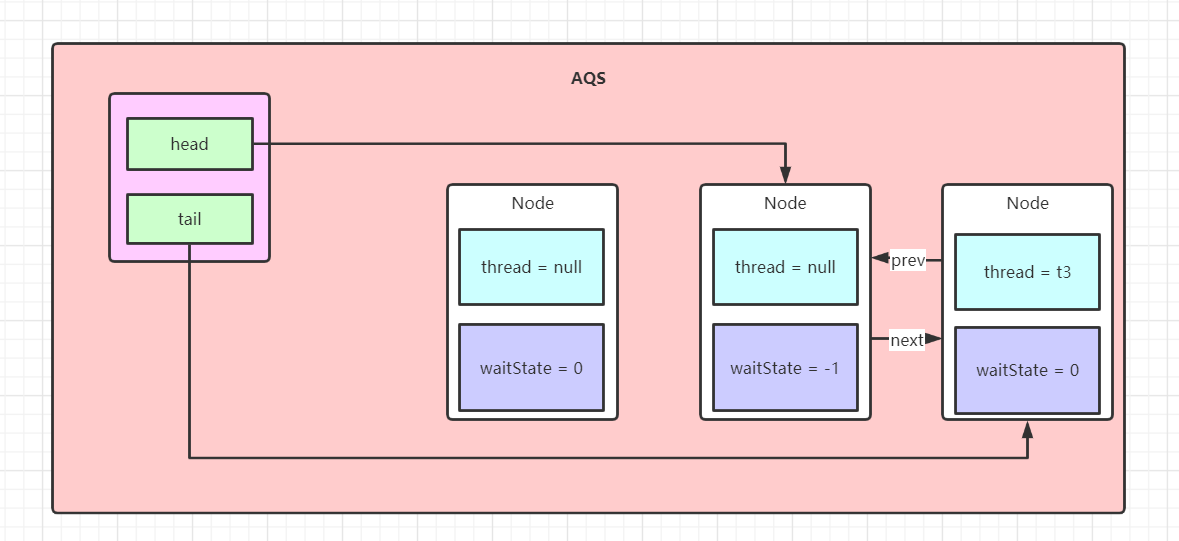 AQS
head
tail
Node
thread = null
waitState = 0
Node
thread = null
waitState = -1
prev
next
Node
thread = t3
waitState = 0